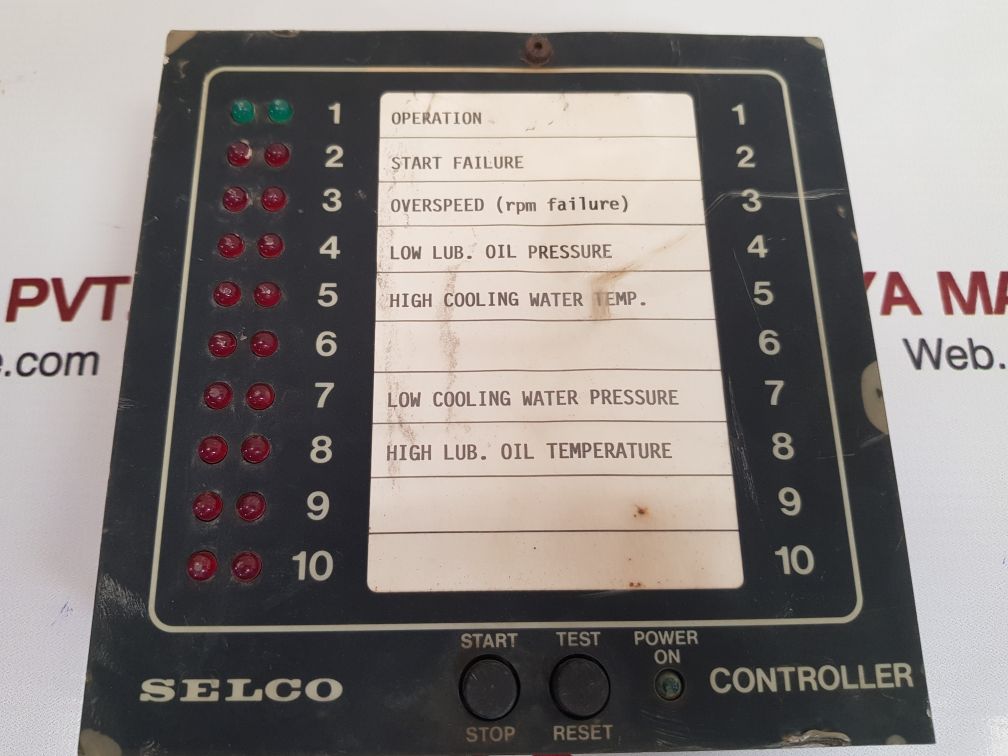 1 OPERATION 1
2 START FAILURE 2
3 OVERSPEED (rpm failure) 3
4 LOW LUB. OIL PRESSURE 4
5 HIGH COOLING WATER TEMP. 5
6 6
7 LOW COOLING WATER PRESSURE 7
8 HIGH LUB. OIL TEMPERATURE 8
9 9
10 10
PVT. YA MA
e.com Web.
START TEST POWER ON
SELCO CONTROLLER
STOP RESET